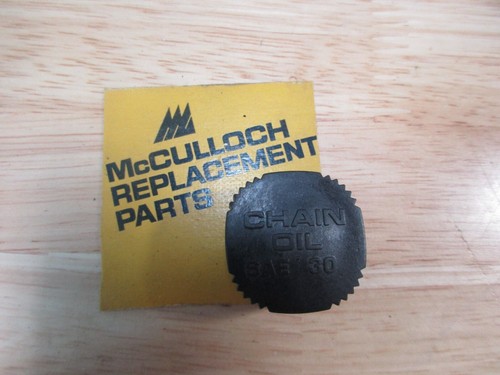 McCULLOCH
REPLACEMENT
PARTS
CHAIN
OIL
SAE 30